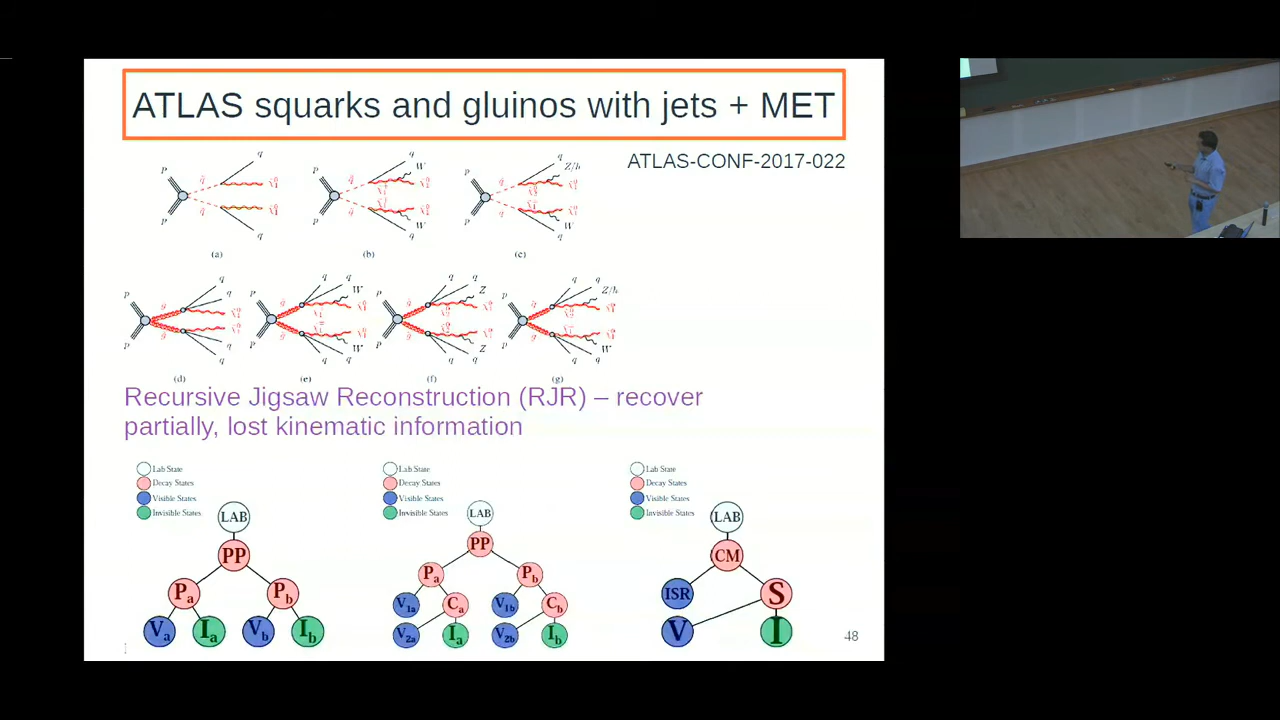 ATLAS squarks and gluinos with jets + MET
ATLAS-CONF-2017-022
p p q q
p p q W q W
p p q Z/h q W
(a) (b) (c)
p p q q q q
p p q q W q q W
p p q q Z q q Z
p p q q Z/h q q W
(d) (e) (f) (g)
Recursive Jigsaw Reconstruction (RJR) – recover
partially, lost kinematic information
Lab State
Decay States
Visible States
Invisible States
LAB
PP
Pa Pb
Va Ia Vb Ib
Lab State
Decay States
Visible States
Invisible States
LAB
PP
Pa Pb
V1a Ca V1b Cb
V2a Ia V2b Ib
Lab State
Decay States
Visible States
Invisible States
LAB
CM
ISR S
V I
48